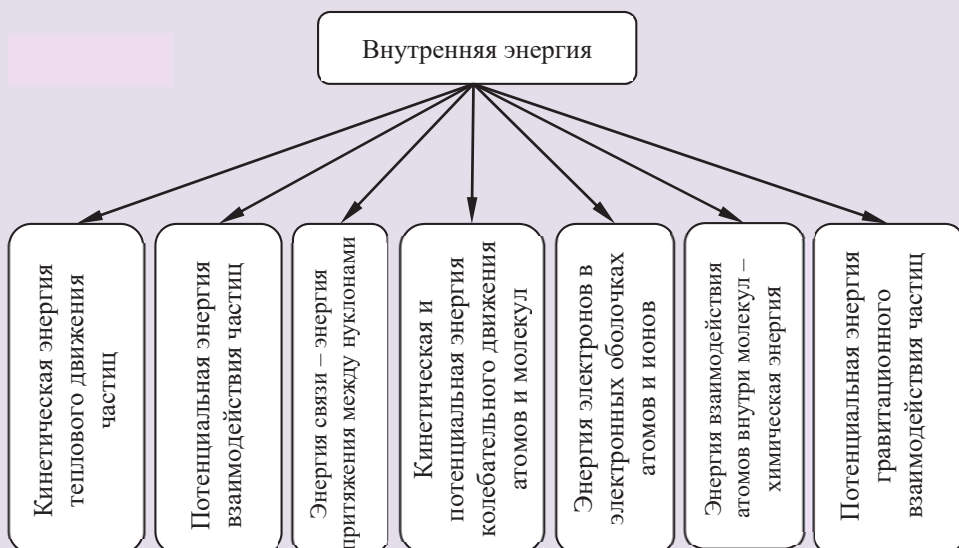 Внутренняя энергия
Кинетическая энергия
теплового движения
частиц
Потенциальная энергия
взаимодействия частиц
Энергия связи – энергия
притяжения между нуклонами
Кинетическая и
потенциальная энергия
колебательного движения
атомов и молекул
Энергия электронов в
электронных оболочках
атомов и ионов
Энергия взаимодействия
атомов внутри молекул –
химическая энергия
Потенциальная энергия
гравитационного
взаимодействия частиц